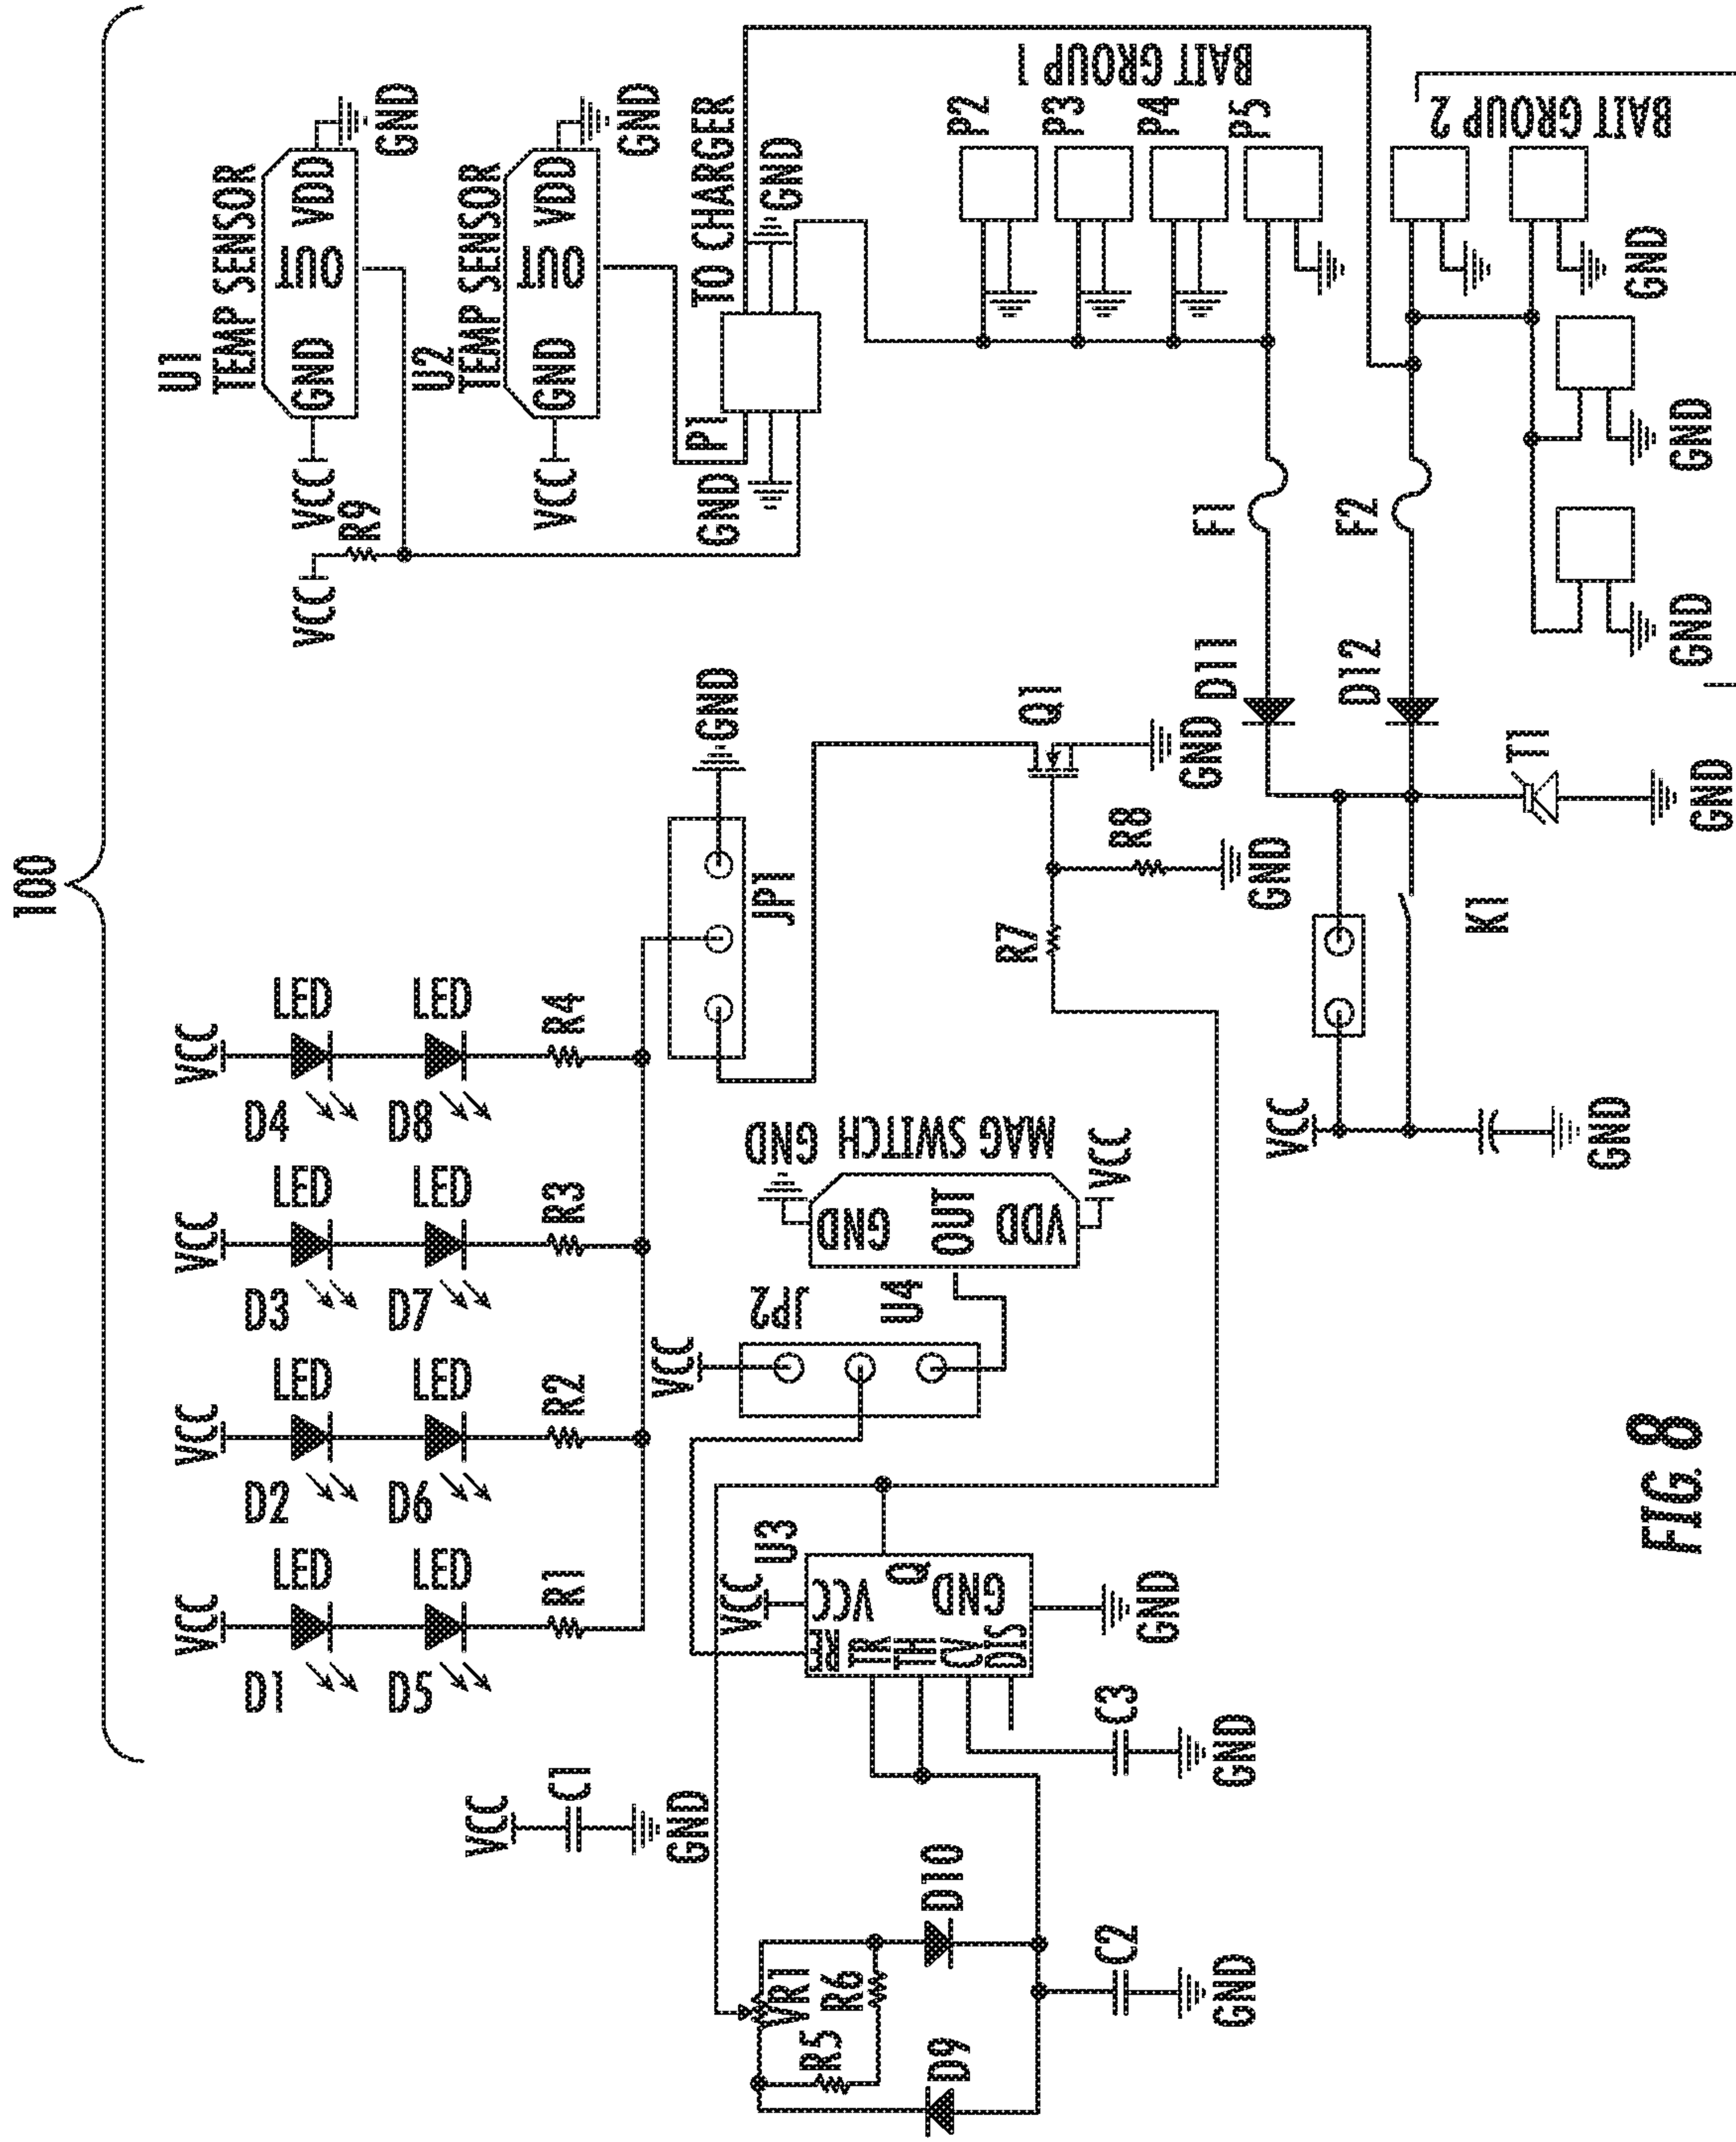 100
U1
TEMP SENSOR
GND
OUT
VDD
GND
VCC
VCC
R9
U2
TEMP SENSOR
GND
OUT
VDD
GND
VCC
P1
TO CHARGER
GND
GND
P2
P3
P4
P5
BAIT GROUP 1
BAIT GROUP 2
GND
GND
GND
F1
F2
D11
D12
T1
GND
K1
VCC
GND
VCC
LED
LED
D4
D8
R4
VCC
LED
LED
D3
D7
R3
VCC
LED
LED
D2
D6
R2
VCC
LED
LED
D1
D5
R1
JP1
GND
Q1
GND
R7
R8
GND
MAG SWITCH
GND
GND
OUT
VDD
VCC
U4
JP2
VCC
U3
VCC
VCC
Q
GND
RE
TR
TH
CV
DIS
GND
C3
GND
VCC
C1
GND
VR1
R5
R6
D9
D10
C2
GND
FIG. 8